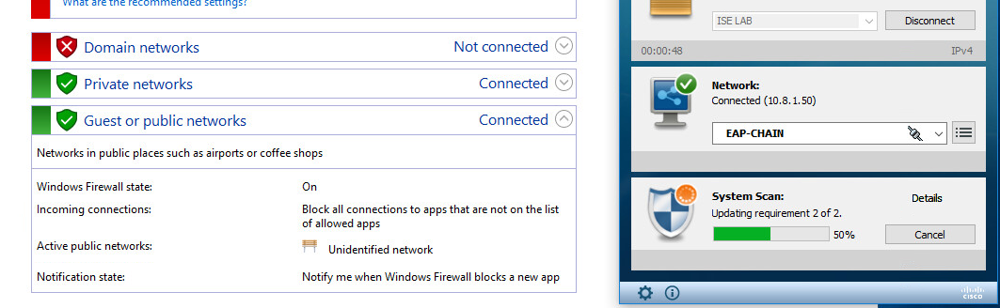 What are the recommended settings?
Domain networks Not connected
Private networks Connected
Guest or public networks Connected
Networks in public places such as airports or coffee shops
Windows Firewall state: On
Incoming connections: Block all connections to apps that are not on the list
of allowed apps
Active public networks: Unidentified network
Notification state: Notify me when Windows Firewall blocks a new app
ISE LAB Disconnect
00:00:48 IPv4
Network:
Connected (10.8.1.50)
EAP-CHAIN
System Scan: Details
Updating requirement 2 of 2.
50% Cancel
CISCO